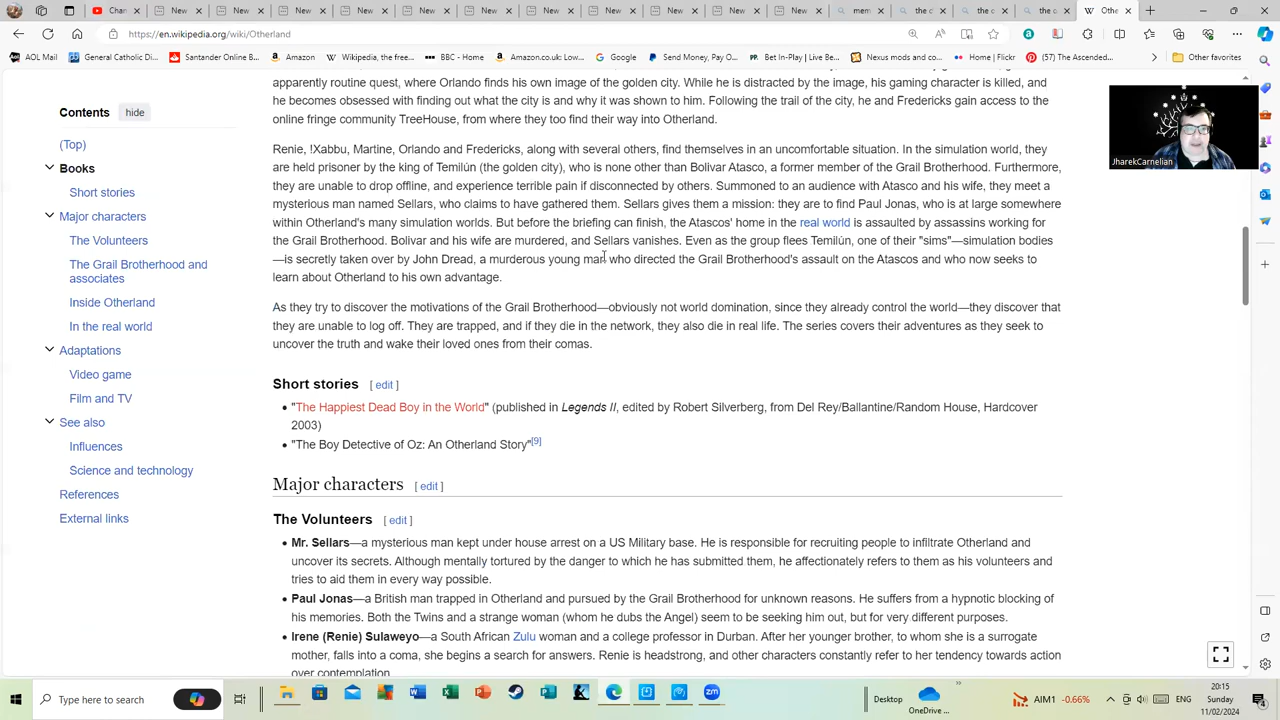 Chan
New
New
New
New
New
New
New
New
New
New
New
New
mem
the c
the c
the c
Othe
https://en.wikipedia.org/wiki/Otherland
AOL Mail
General Catholic Di...
Santander Online B...
Amazon
Wikipedia, the free...
Amazon.co.uk: Low...
YouTube
Google
Send Money, Pay O...
Bet In-Play | Live Be...
Nexus mods and co...
Home | Flickr
(17) The Ascended...
Other favorites
Contents
hide
(Top)
Books
Short stories
Major characters
The Volunteers
The Grail Brotherhood and
associates
Inside Otherland
In the real world
Adaptations
Video game
Film and TV
See also
Influences
Science and technology
References
External links
apparently routine quest, where Orlando finds his own image of the golden city. While he is distracted by the image, his gaming character is killed, and
he becomes obsessed with finding out what the city is and why it was shown to him. Following the trail of the city, he and Fredericks gain access to the
online fringe community TreeHouse, from where they too find their way into Otherland.
Renie, !Xabbu, Martine, Orlando and Fredericks, along with several others, find themselves in an uncomfortable situation. In the simulation world, they
are held prisoner by the king of Temilún (the golden city), who is none other than Bolivar Atasco, a former member of the Grail Brotherhood. Furthermore,
they are unable to drop offline, and experience terrible pain if disconnected by others. Summoned to an audience with Atasco and his wife, they meet a
mysterious man named Sellars, who claims to have gathered them. Sellars gives them a mission: they are to find Paul Jonas, who is at large somewhere
within Otherland's many simulation worlds. But before the briefing can finish, the Atascos' home in the real world is assaulted by assassins working for
the Grail Brotherhood. Bolivar and his wife are murdered, and Sellars vanishes. Even as the group flees Temilún, one of their "sims"—simulation bodies
—is secretly taken over by John Dread, a murderous young man who directed the Grail Brotherhood's assault on the Atascos and who now seeks to
learn about Otherland to his own advantage.
As they try to discover the motivations of the Grail Brotherhood—obviously not world domination, since they already control the world—they discover that
they are unable to log off. They are trapped, and if they die in the network, they also die in real life. The series covers their adventures as they seek to
uncover the truth and wake their loved ones from their comas.
Short stories [ edit ]
• "The Happiest Dead Boy in the World" (published in Legends II, edited by Robert Silverberg, from Del Rey/Ballantine/Random House, Hardcover
2003)
• "The Boy Detective of Oz: An Otherland Story"[9]
Major characters [ edit ]
The Volunteers [ edit ]
• Mr. Sellars—a mysterious man kept under house arrest on a US Military base. He is responsible for recruiting people to infiltrate Otherland and
uncover its secrets. Although mentally tortured by the danger to which he has submitted them, he affectionately refers to them as his volunteers and
tries to aid them in every way possible.
• Paul Jonas—a British man trapped in Otherland and pursued by the Grail Brotherhood for unknown reasons. He suffers from a hypnotic blocking of
his memories. Both the Twins and a strange woman (whom he dubs the Angel) seem to be seeking him out, but for very different purposes.
• Irene (Renie) Sulaweyo—a South African Zulu woman and a college professor in Durban. After her younger brother, to whom she is a surrogate
mother, falls into a coma, she begins a search for answers. Renie is headstrong, and other characters constantly refer to her tendency towards action
over contemplation.
JharekCarnelian
Type here to search
Desktop
OneDrive ...
AIM1 -0.66%
ENG
20:15
Sunday
11/02/2024